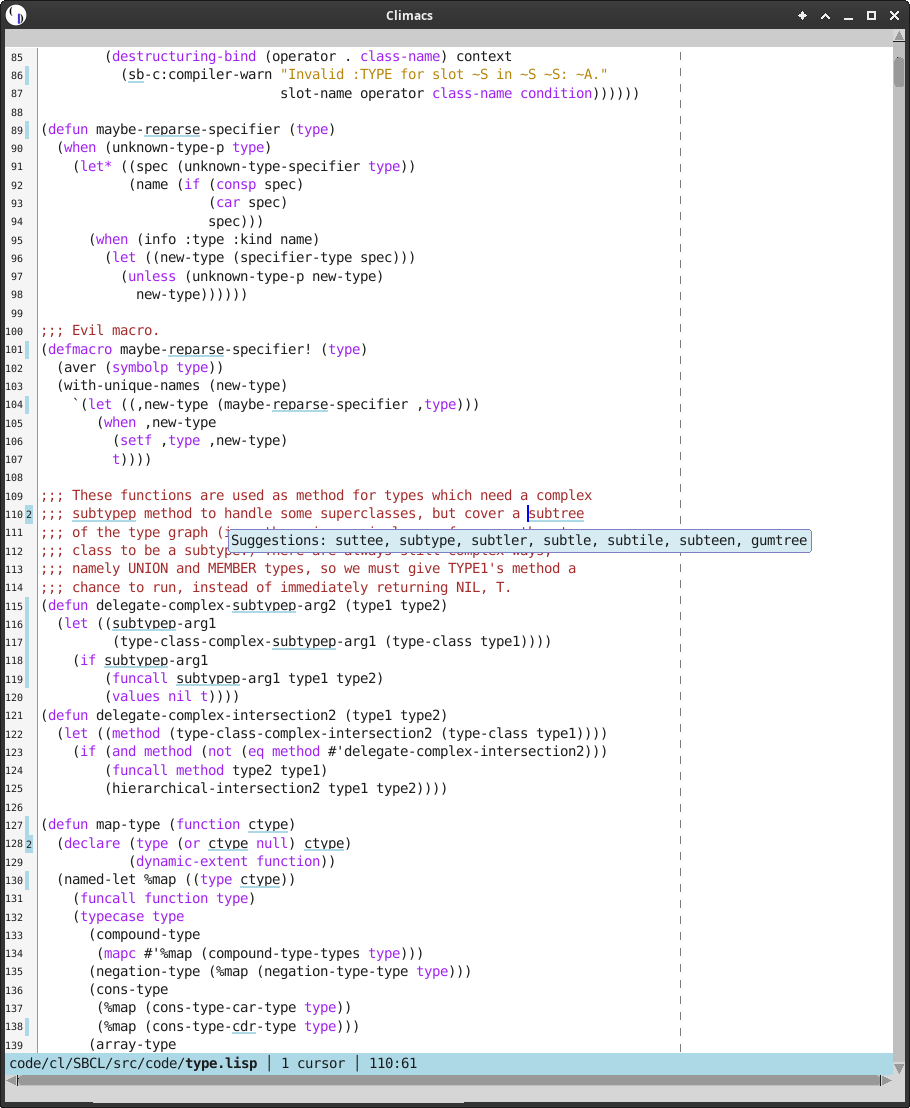 Climacs
85 (destructuring-bind (operator . class-name) context
86 (sb-c:compiler-warn "Invalid :TYPE for slot ~S in ~S ~S: ~A."
87 slot-name operator class-name condition))))))
88
89 (defun maybe-reparse-specifier (type)
90 (when (unknown-type-p type)
91 (let* ((spec (unknown-type-specifier type))
92 (name (if (consp spec)
93 (car spec)
94 spec)))
95 (when (info :type :kind name)
96 (let ((new-type (specifier-type spec)))
97 (unless (unknown-type-p new-type)
98 new-type))))))
99
100 ;;; Evil macro.
101 (defmacro maybe-reparse-specifier! (type)
102 (aver (symbolp type))
103 (with-unique-names (new-type)
104 `(let ((,new-type (maybe-reparse-specifier ,type)))
105 (when ,new-type
106 (setf ,type ,new-type)
107 t))))
108
109 ;;; These functions are used as method for types which need a complex
110 2 ;;; subtypep method to handle some superclasses, but cover a subtree
111 ;;; of the type graph
Suggestions: suttee, subtype, subtler, subtle, subtile, subteen, gumtree
112 ;;; class to be a subtype.) There are always still complex ways,
113 ;;; namely UNION and MEMBER types, so we must give TYPE1's method a
114 ;;; chance to run, instead of immediately returning NIL, T.
115 (defun delegate-complex-subtypep-arg2 (type1 type2)
116 (let ((subtypep-arg1
117 (type-class-complex-subtypep-arg1 (type-class type1))))
118 (if subtypep-arg1
119 (funcall subtypep-arg1 type1 type2)
120 (values nil t))))
121 (defun delegate-complex-intersection2 (type1 type2)
122 (let ((method (type-class-complex-intersection2 (type-class type1))))
123 (if (and method (not (eq method #'delegate-complex-intersection2)))
124 (funcall method type2 type1)
125 (hierarchical-intersection2 type1 type2))))
126
127 (defun map-type (function ctype)
128 2 (declare (type (or ctype null) ctype)
129 (dynamic-extent function))
130 (named-let %map ((type ctype))
131 (funcall function type)
132 (typecase type
133 (compound-type
134 (mapc #'%map (compound-type-types type)))
135 (negation-type (%map (negation-type-type type)))
136 (cons-type
137 (%map (cons-type-car-type type))
138 (%map (cons-type-cdr-type type)))
139 (array-type
code/cl/SBCL/src/code/type.lisp | 1 cursor | 110:61